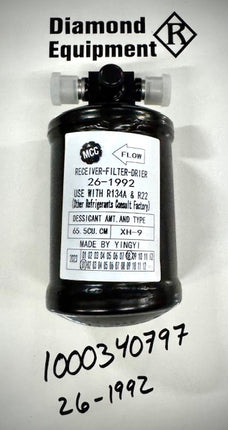 Diamond
Equipment
R
MCC
FLOW
RECEIVER-FILTER-DRIER
26-1992
USE WITH R134A & R22
(Other Refrigerants Consult Factory)
DESSICANT AMT. AND TYPE
65.5CU.CM XH-9
MADE BY YINGYI
1000340797
26-1992